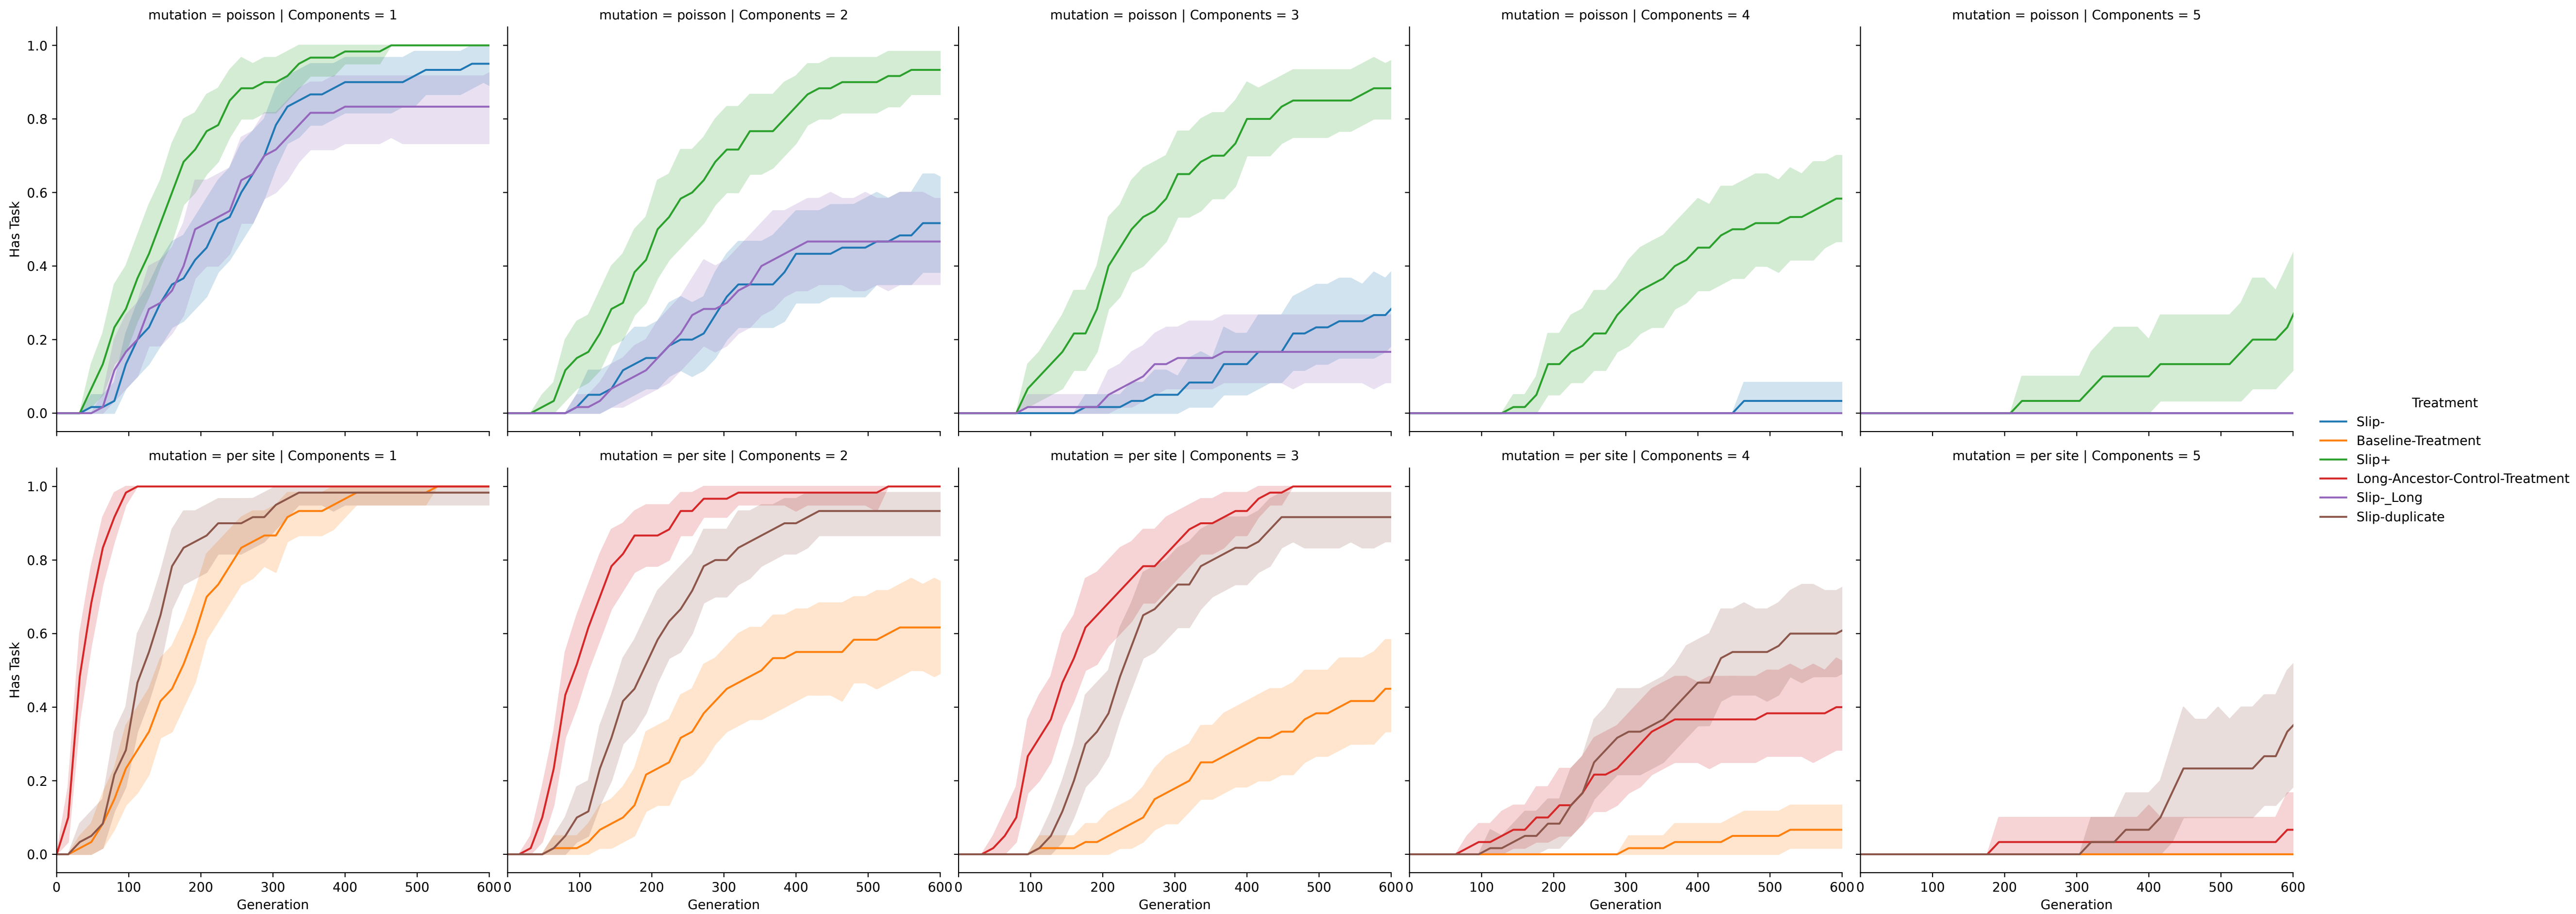 mutation = poisson | Components = 1
mutation = poisson | Components = 2
mutation = poisson | Components = 3
mutation = poisson | Components = 4
mutation = poisson | Components = 5
1.0
0.8
0.6
0.4
0.2
0.0
Has Task
mutation = per site | Components = 1
mutation = per site | Components = 2
mutation = per site | Components = 3
mutation = per site | Components = 4
mutation = per site | Components = 5
1.0
0.8
0.6
0.4
0.2
0.0
Has Task
0 100 200 300 400 500 600
Generation
0 100 200 300 400 500 600
Generation
0 100 200 300 400 500 600
Generation
0 100 200 300 400 500 600
Generation
0 100 200 300 400 500 600
Generation
Treatment
Slip-
Baseline-Treatment
Slip+
Long-Ancestor-Control-Treatment
Slip-_Long
Slip-duplicate